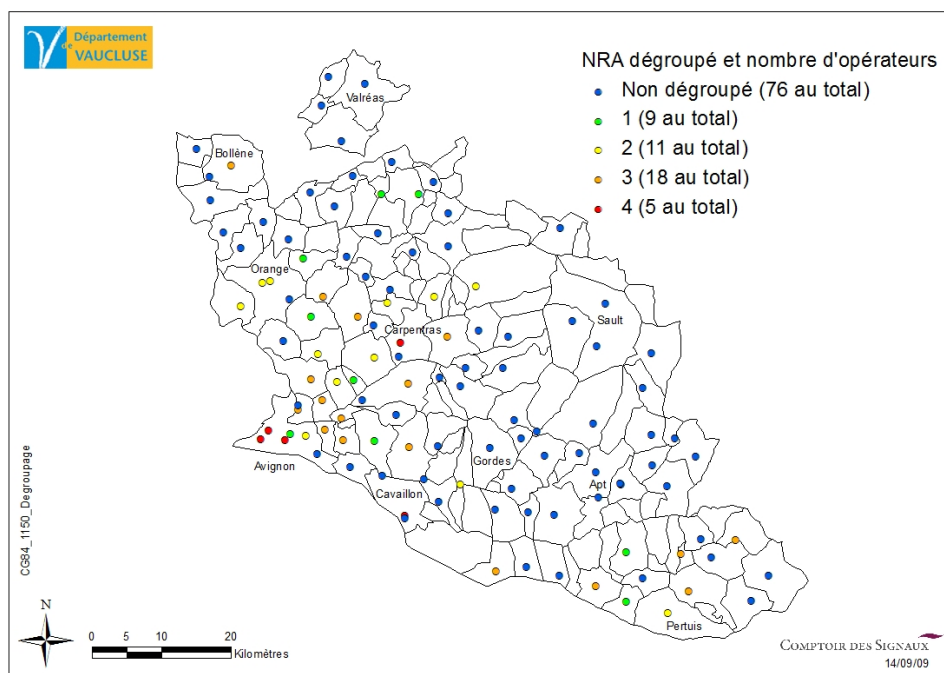 Département
de VAUCLUSE
NRA dégroupé et nombre d'opérateurs
Non dégroupé (76 au total)
1 (9 au total)
2 (11 au total)
3 (18 au total)
4 (5 au total)
Valréas
Bollène
Orange
Carpentras
Sault
Avignon
Gordes
Cavaillon
Apt
Pertuis
CG84_1150_Degroupage
N
0 5 10 20
Kilomètres
COMPTOIR DES SIGNAUX
14/09/09